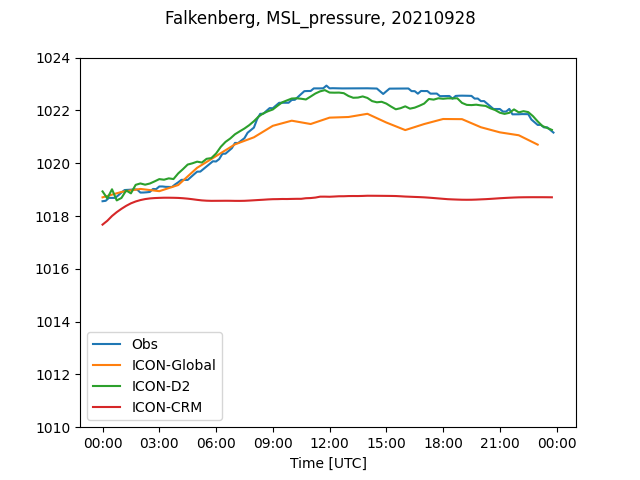 Falkenberg, MSL_pressure, 20210928
1024
1022
1020
1018
1016
1014
1012
1010
Obs
ICON-Global
ICON-D2
ICON-CRM
00:00 03:00 06:00 09:00 12:00 15:00 18:00 21:00 00:00
Time [UTC]